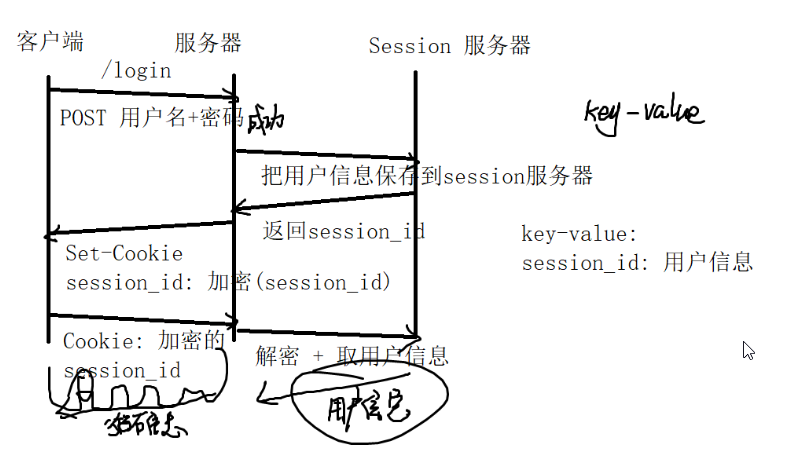 客户端
服务器
Session 服务器
/login
POST 用户名+密码
成功
key-value
把用户信息保存到session服务器
返回session_id
key-value:
session_id: 用户信息
Set-Cookie
session_id: 加密(session_id)
Cookie: 加密的
session_id
解密 + 取用户信息
用户信息